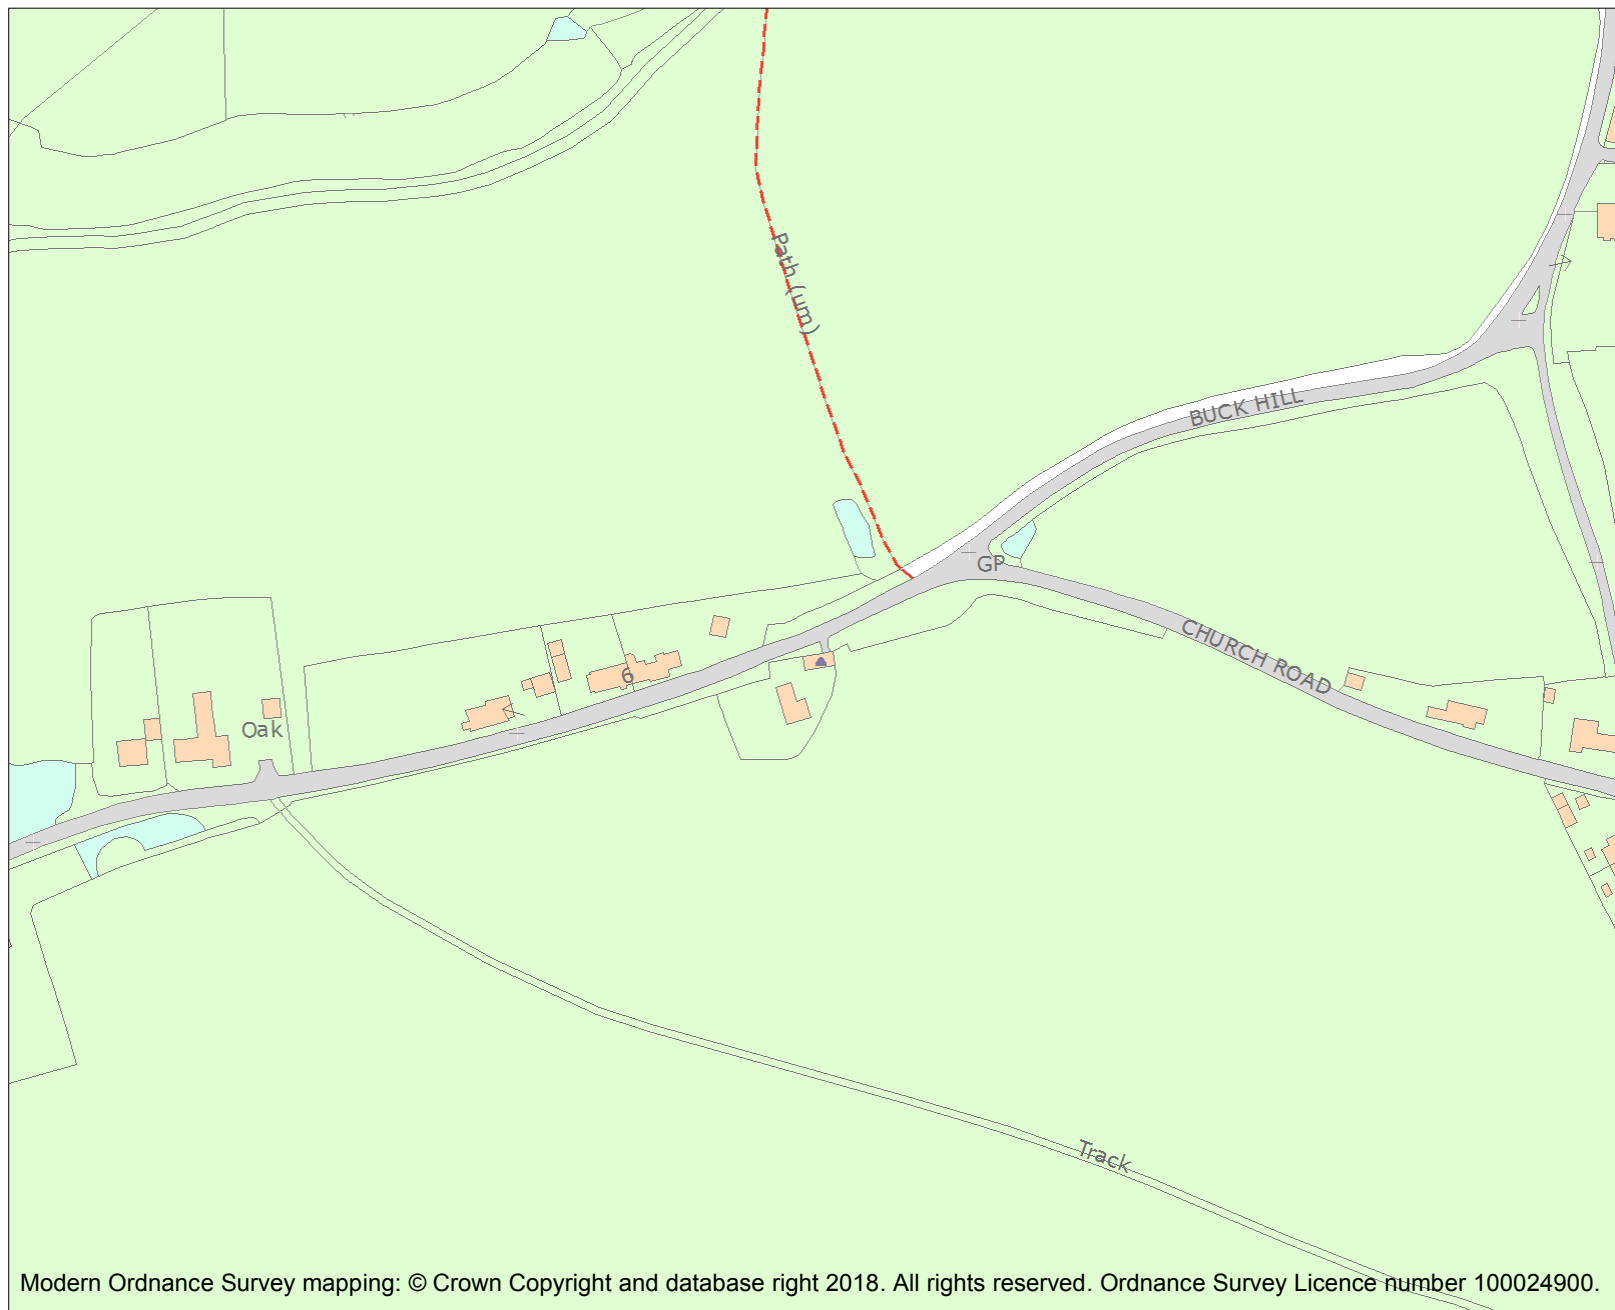 Path (um)
BUCK HILL
GP
CHURCH ROAD
6
Oak
Track
Modern Ordnance Survey mapping: © Crown Copyright and database right 2018. All rights reserved. Ordnance Survey Licence number 100024900.